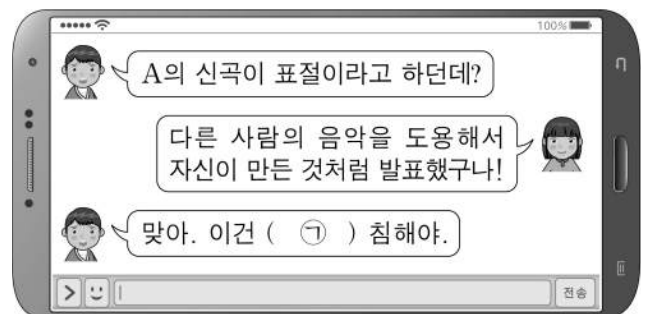 100%
A의 신곡이 표절이라고 하던데?
다른 사람의 음악을 도용해서
자신이 만든 것처럼 발표했구나!
맞아. 이건 ( ㉠ ) 침해야.
전송